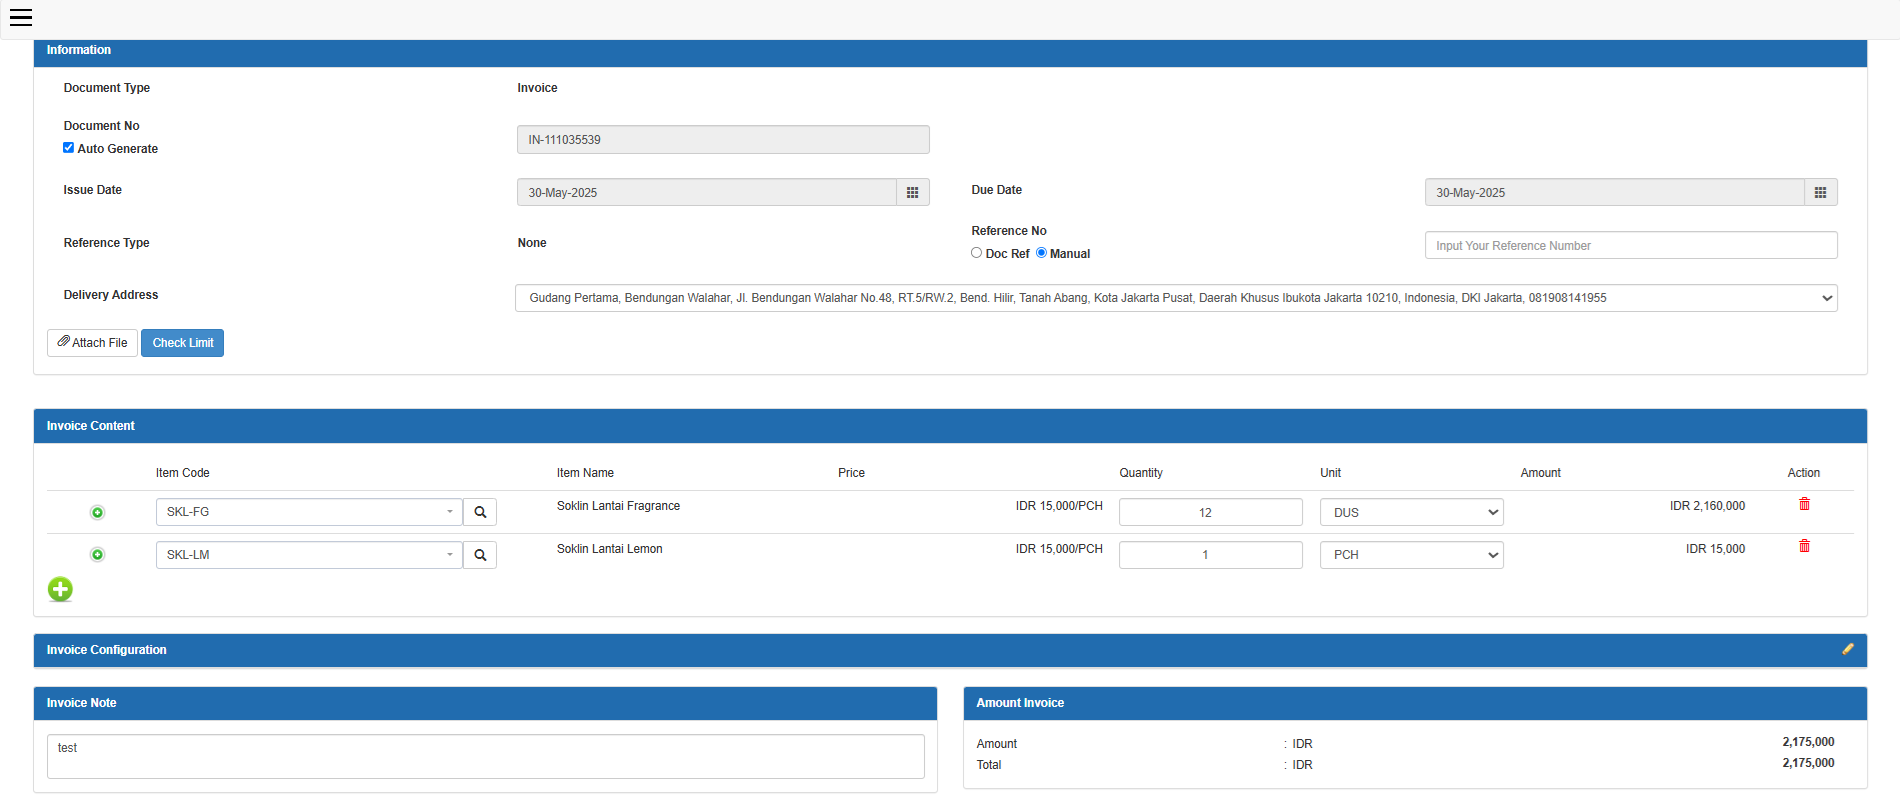 Information
Document Type Invoice
Document No
Auto Generate IN-111035539
Issue Date 30-May-2025 Due Date 30-May-2025
Reference Type None Reference No
Doc Ref Manual Input Your Reference Number
Delivery Address Gudang Pertama, Bendungan Walahar, Jl. Bendungan Walahar No.48, RT.5/RW.2, Bend. Hilir, Tanah Abang, Kota Jakarta Pusat, Daerah Khusus Ibukota Jakarta 10210, Indonesia, DKI Jakarta, 081908141955
Attach File Check Limit
Invoice Content
Item Code Item Name Price Quantity Unit Amount Action
SKL-FG Soklin Lantai Fragrance IDR 15,000/PCH 12 DUS IDR 2,160,000
SKL-LM Soklin Lantai Lemon IDR 15,000/PCH 1 PCH IDR 15,000
Invoice Configuration
Invoice Note
test
Amount Invoice
Amount : IDR 2,175,000
Total : IDR 2,175,000